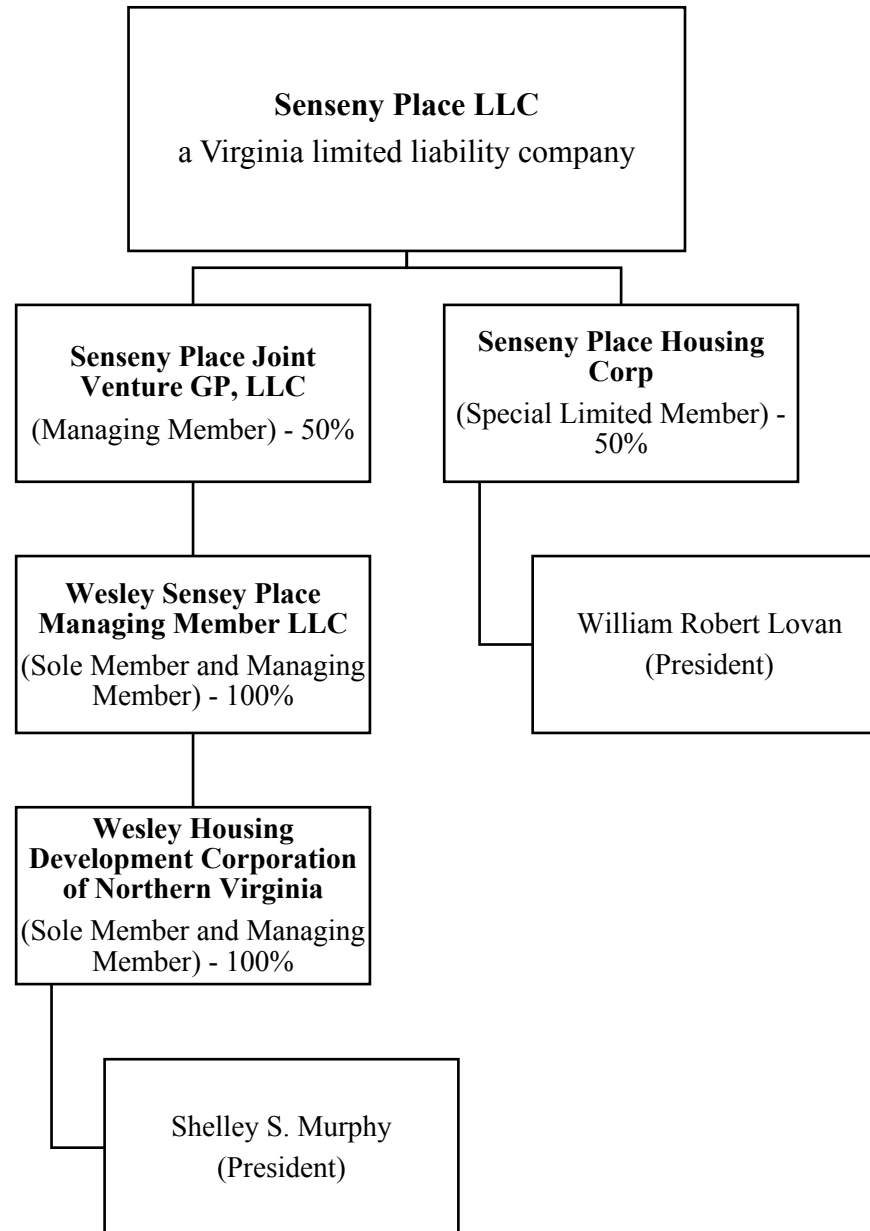 Senseny Place LLC
a Virginia limited liability company
Senseny Place Joint
Venture GP, LLC
(Managing Member) - 50%
Senseny Place Housing
Corp
(Special Limited Member) -
50%
Wesley Sensey Place
Managing Member LLC
(Sole Member and Managing
Member) - 100%
William Robert Lovan
(President)
Wesley Housing
Development Corporation
of Northern Virginia
(Sole Member and Managing
Member) - 100%
Shelley S. Murphy
(President)